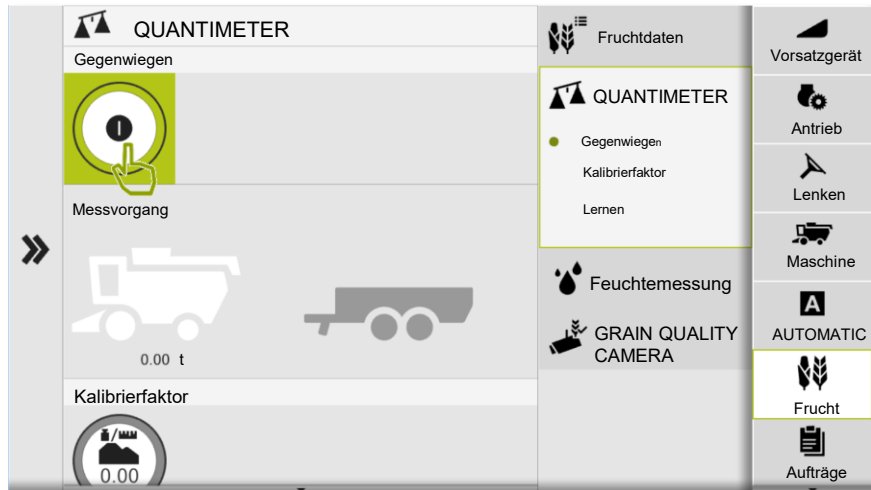 QUANTIMETER
Gegenwiegen
Messvorgang
0.00 t
Kalibrierfaktor
0.00
Fruchtdaten
QUANTIMETER
Gegenwiegen
Kalibrierfaktor
Lernen
Feuchtemessung
GRAIN QUALITY
CAMERA
Vorsatzgerät
Antrieb
Lenken
Maschine
A
AUTOMATIC
Frucht
Aufträge